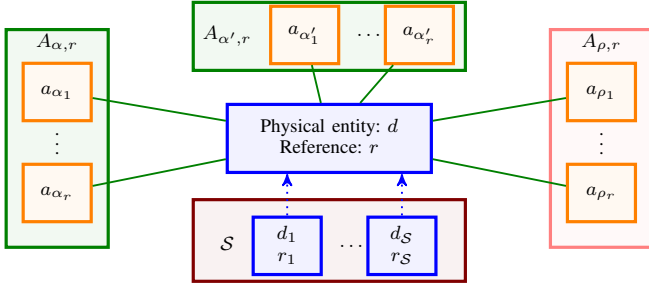 A_{α,r}
a_{α_1}
⋮
a_{α_r}
A_{α′,r}
a_{α′_1}
...
a_{α′_r}
A_{ρ,r}
a_{ρ_1}
⋮
a_{ρ_r}
Physical entity: d
Reference: r
𝒮
d_1
r_1
...
d_𝒮
r_𝒮